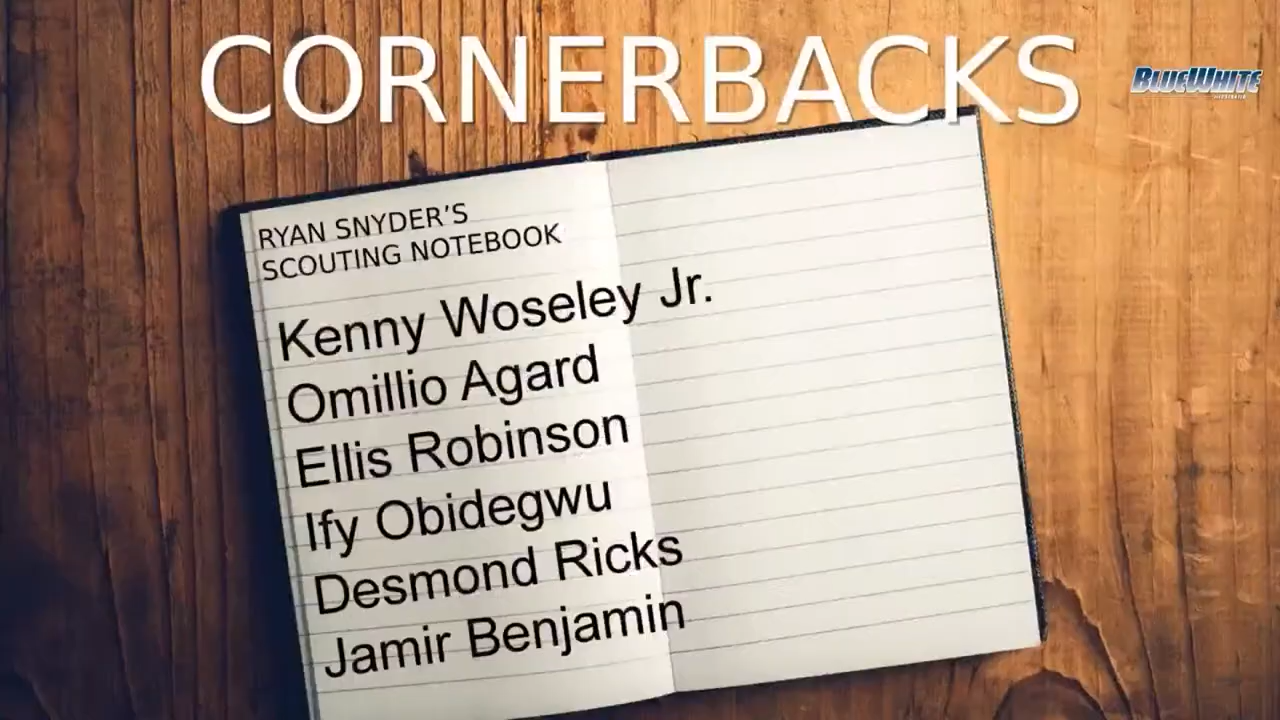 CORNERBACKS
BLUEWHITE
RYAN SNYDER’S
SCOUTING NOTEBOOK
Kenny Woseley Jr.
Omillio Agard
Ellis Robinson
Ify Obidegwu
Desmond Ricks
Jamir Benjamin